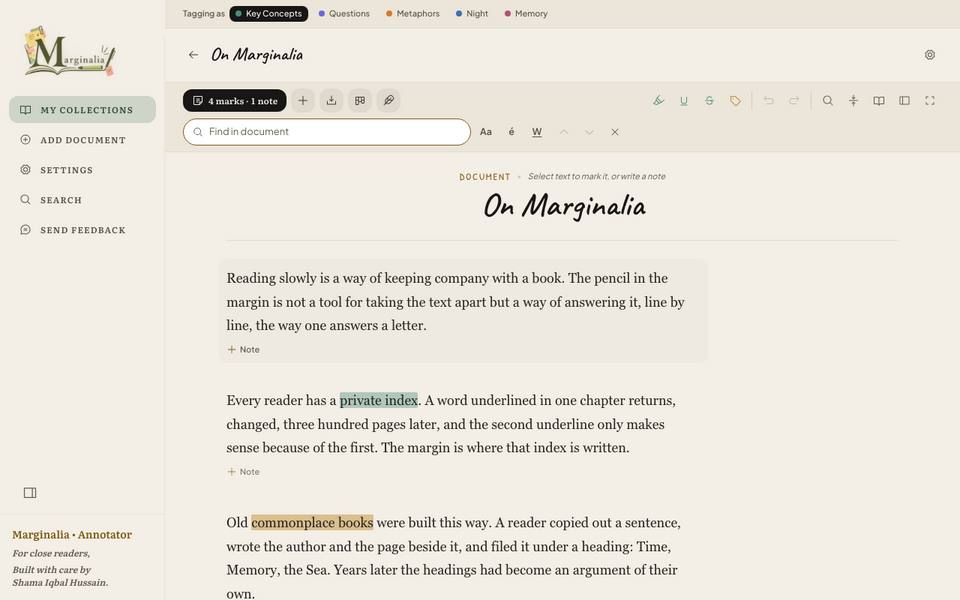 Tagging as Key Concepts Questions Metaphors Night Memory
Marginalia
On Marginalia
MY COLLECTIONS
ADD DOCUMENT
SETTINGS
SEARCH
SEND FEEDBACK
4 marks · 1 note
Find in document
Aa é W
DOCUMENT • Select text to mark it, or write a note
On Marginalia
Reading slowly is a way of keeping company with a book. The pencil in the
margin is not a tool for taking the text apart but a way of answering it, line by
line, the way one answers a letter.
+ Note
Every reader has a private index. A word underlined in one chapter returns,
changed, three hundred pages later, and the second underline only makes
sense because of the first. The margin is where that index is written.
+ Note
Old commonplace books were built this way. A reader copied out a sentence,
wrote the author and the page beside it, and filed it under a heading: Time,
Memory, the Sea. Years later the headings had become an argument of their
own.
Marginalia • Annotator
For close readers,
Built with care by
Shama Iqbal Hussain.